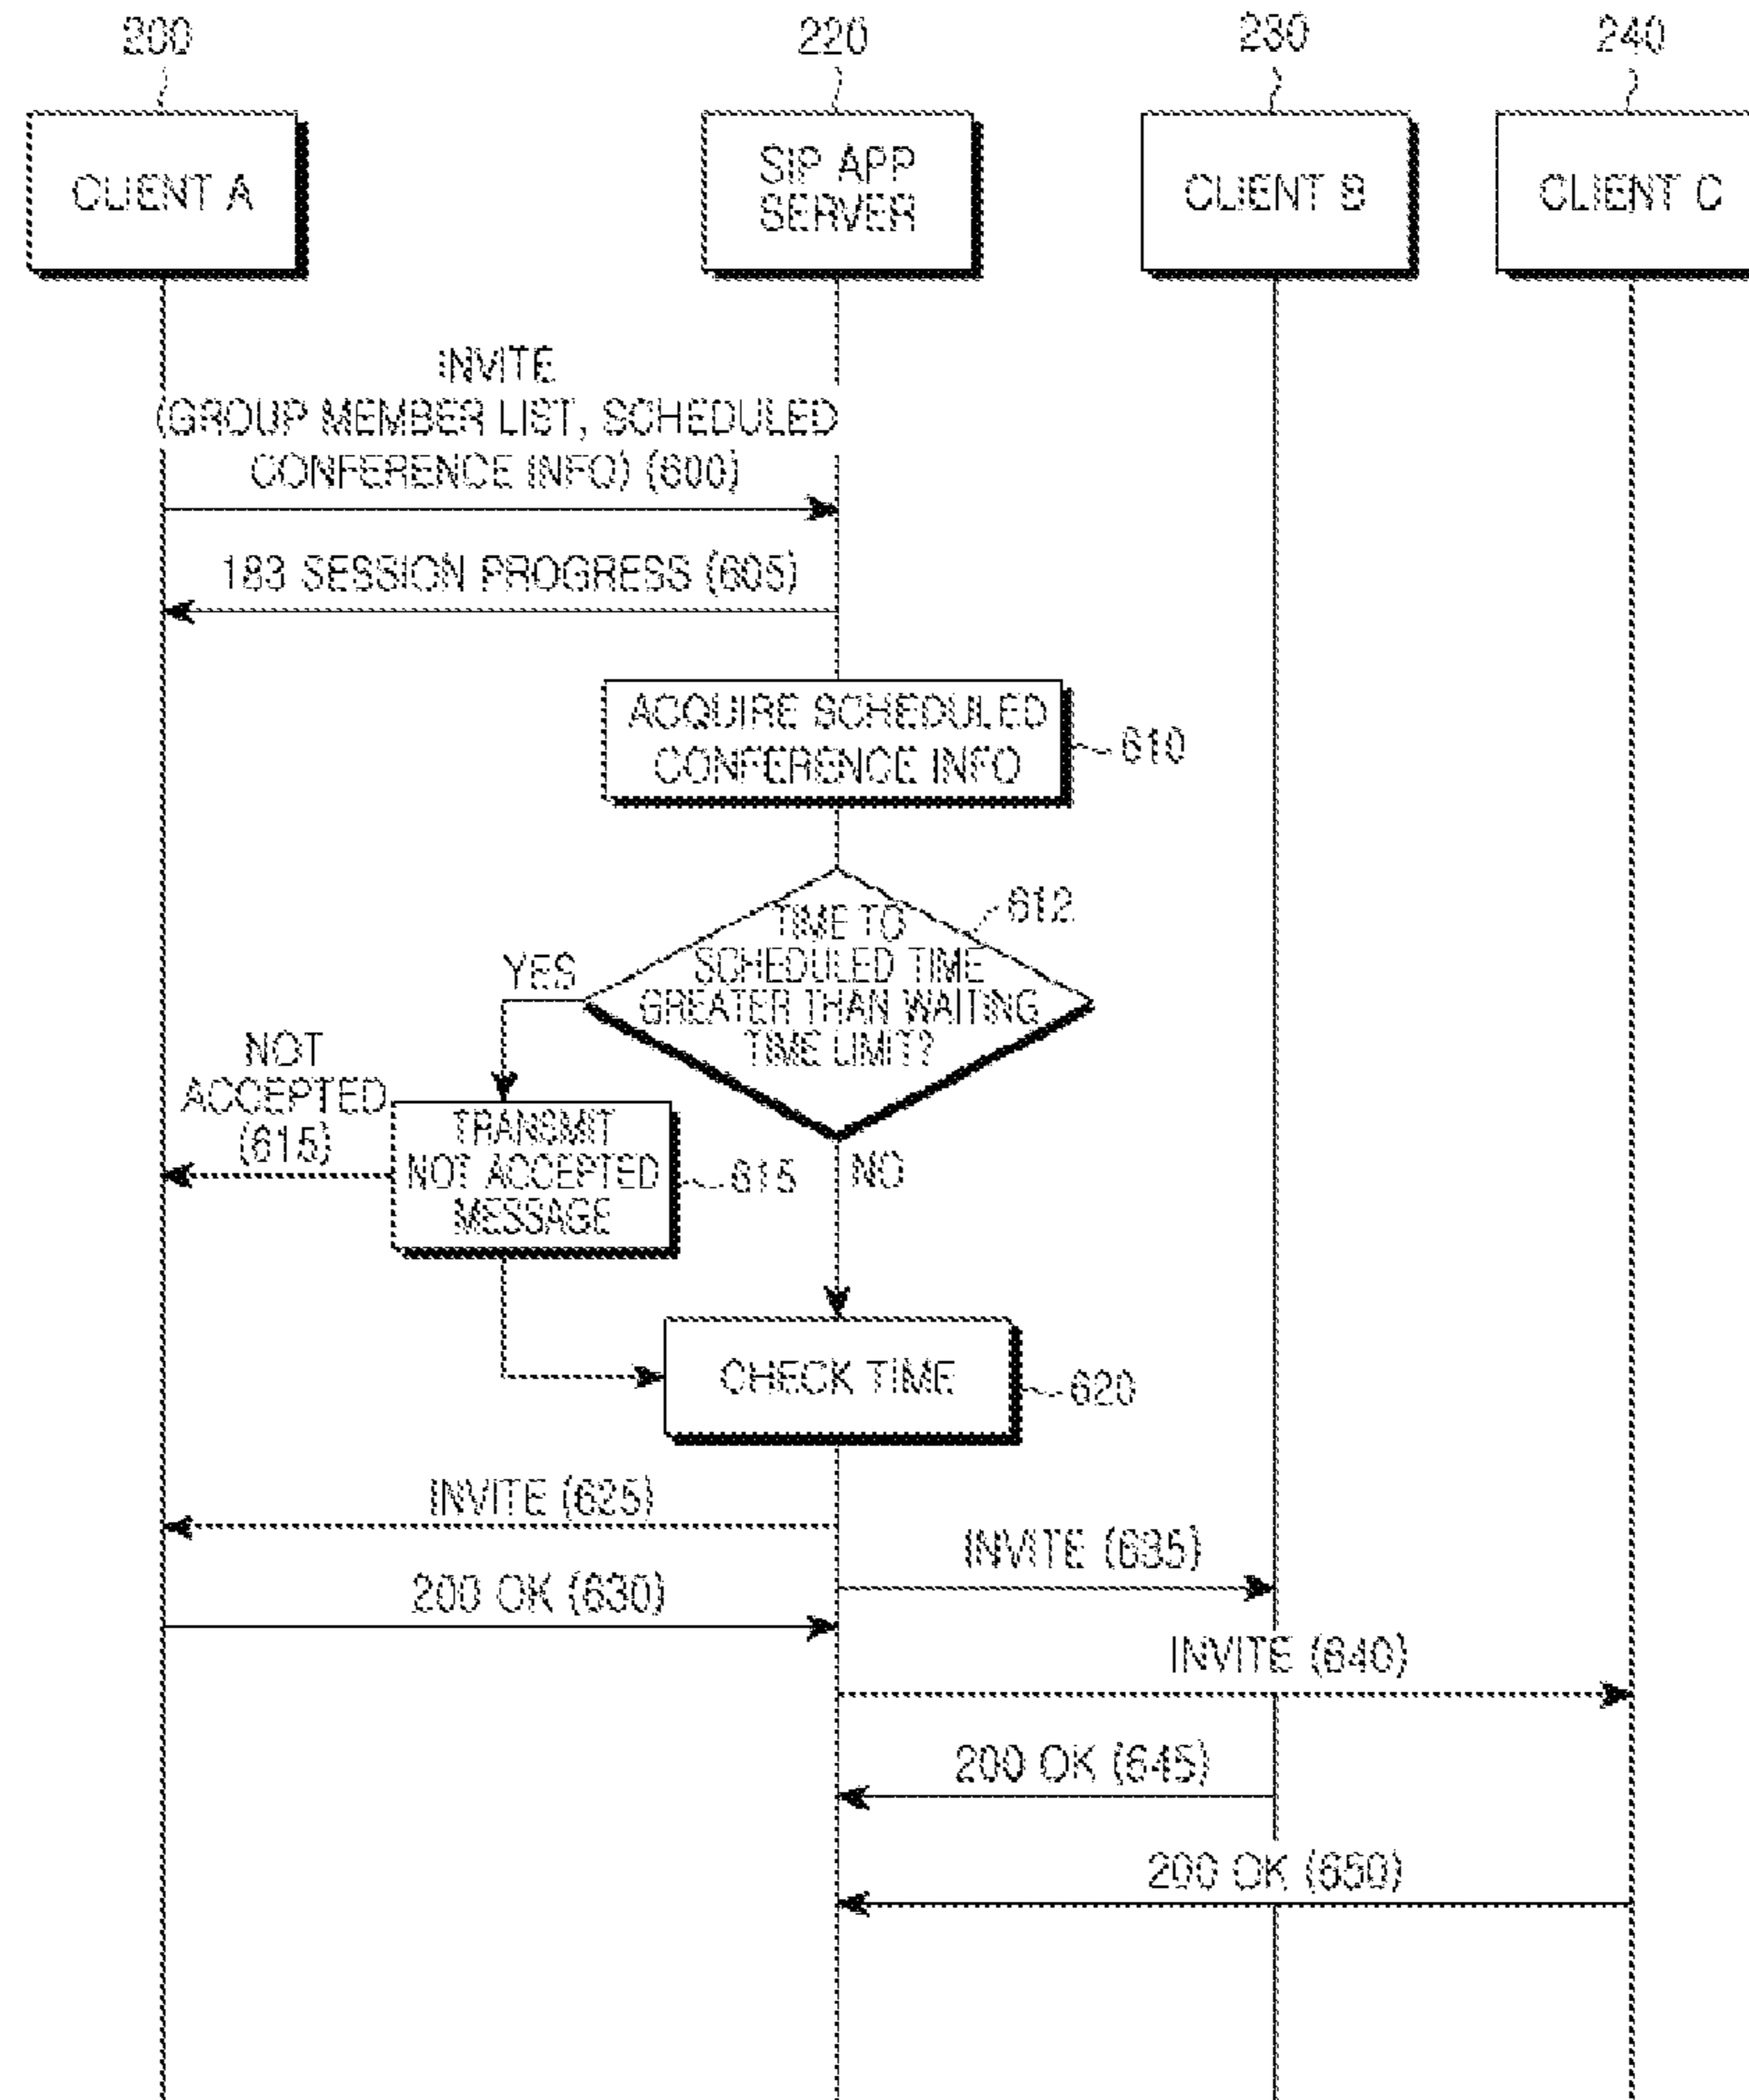 200
220
230
240
CLIENT A
SIP APP
SERVER
CLIENT B
CLIENT C
INVITE
(GROUP MEMBER LIST, SCHEDULED
CONFERENCE INFO) (600)
183 SESSION PROGRESS (605)
ACQUIRE SCHEDULED
CONFERENCE INFO
610
612
TIME TO
SCHEDULED TIME
GREATER THAN WAITING
TIME LIMIT?
YES
NOT
ACCEPTED
(615)
TRANSMIT
NOT ACCEPTED
MESSAGE
615
NO
CHECK TIME
620
INVITE (625)
INVITE (635)
200 OK (630)
INVITE (640)
200 OK (645)
200 OK (650)